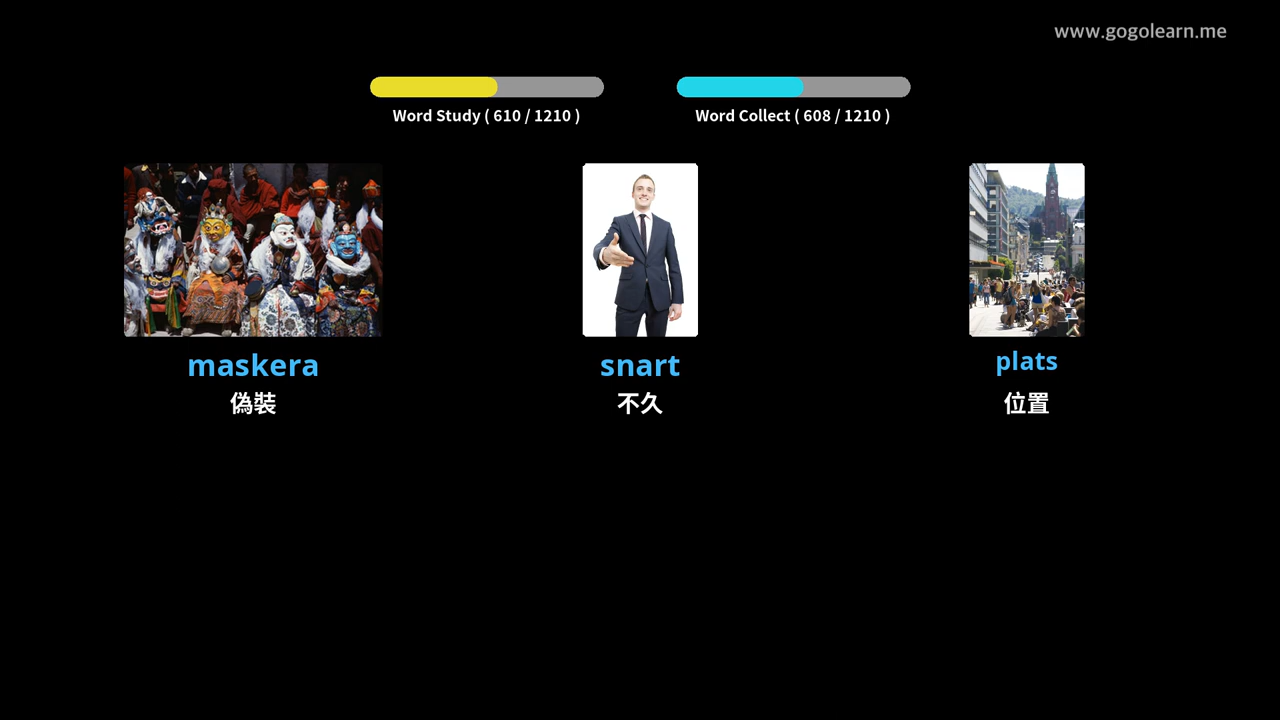 www.gogolearn.me
Word Study ( 610 / 1210 )
Word Collect ( 608 / 1210 )
maskera
snart
plats
偽裝
不久
位置